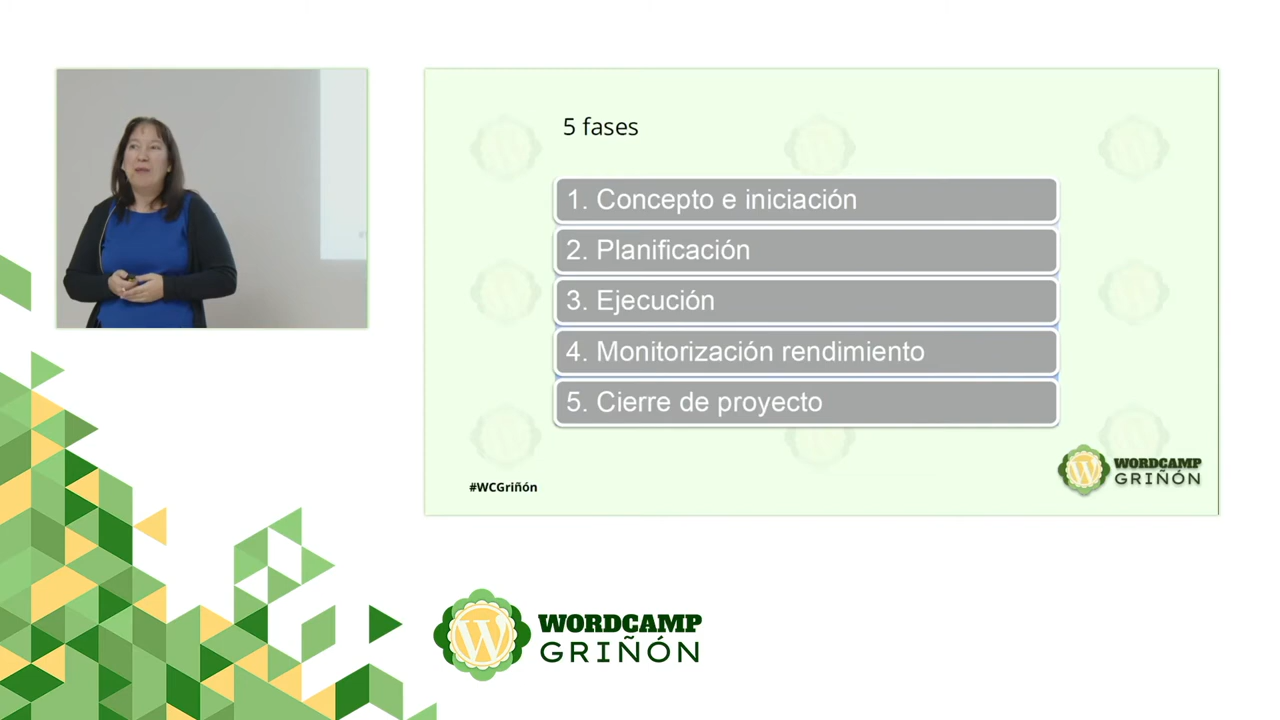 5 fases
1. Concepto e iniciación
2. Planificación
3. Ejecución
4. Monitorización rendimiento
5. Cierre de proyecto
#WCGriñón
WORDCAMP
GRIÑÓN
WORDCAMP
GRIÑÓN